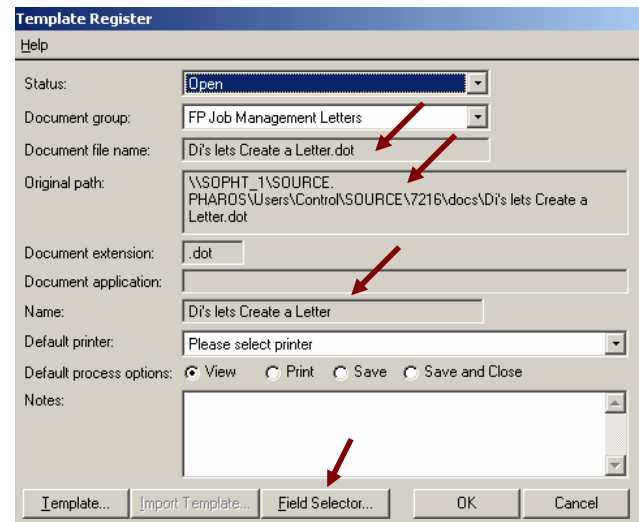 Template Register
Help
Status: Open
Document group: FP Job Management Letters
Document file name: Di's lets Create a Letter.dot
Original path: \\SOPHT_1\SOURCE.
PHAROS\Users\Control\SOURCE\7216\docs\Di's lets Create a
Letter.dot
Document extension: .dot
Document application:
Name: Di's lets Create a Letter
Default printer: Please select printer
Default process options: View Print Save Save and Close
Notes:
Template... Import Template... Field Selector... OK Cancel